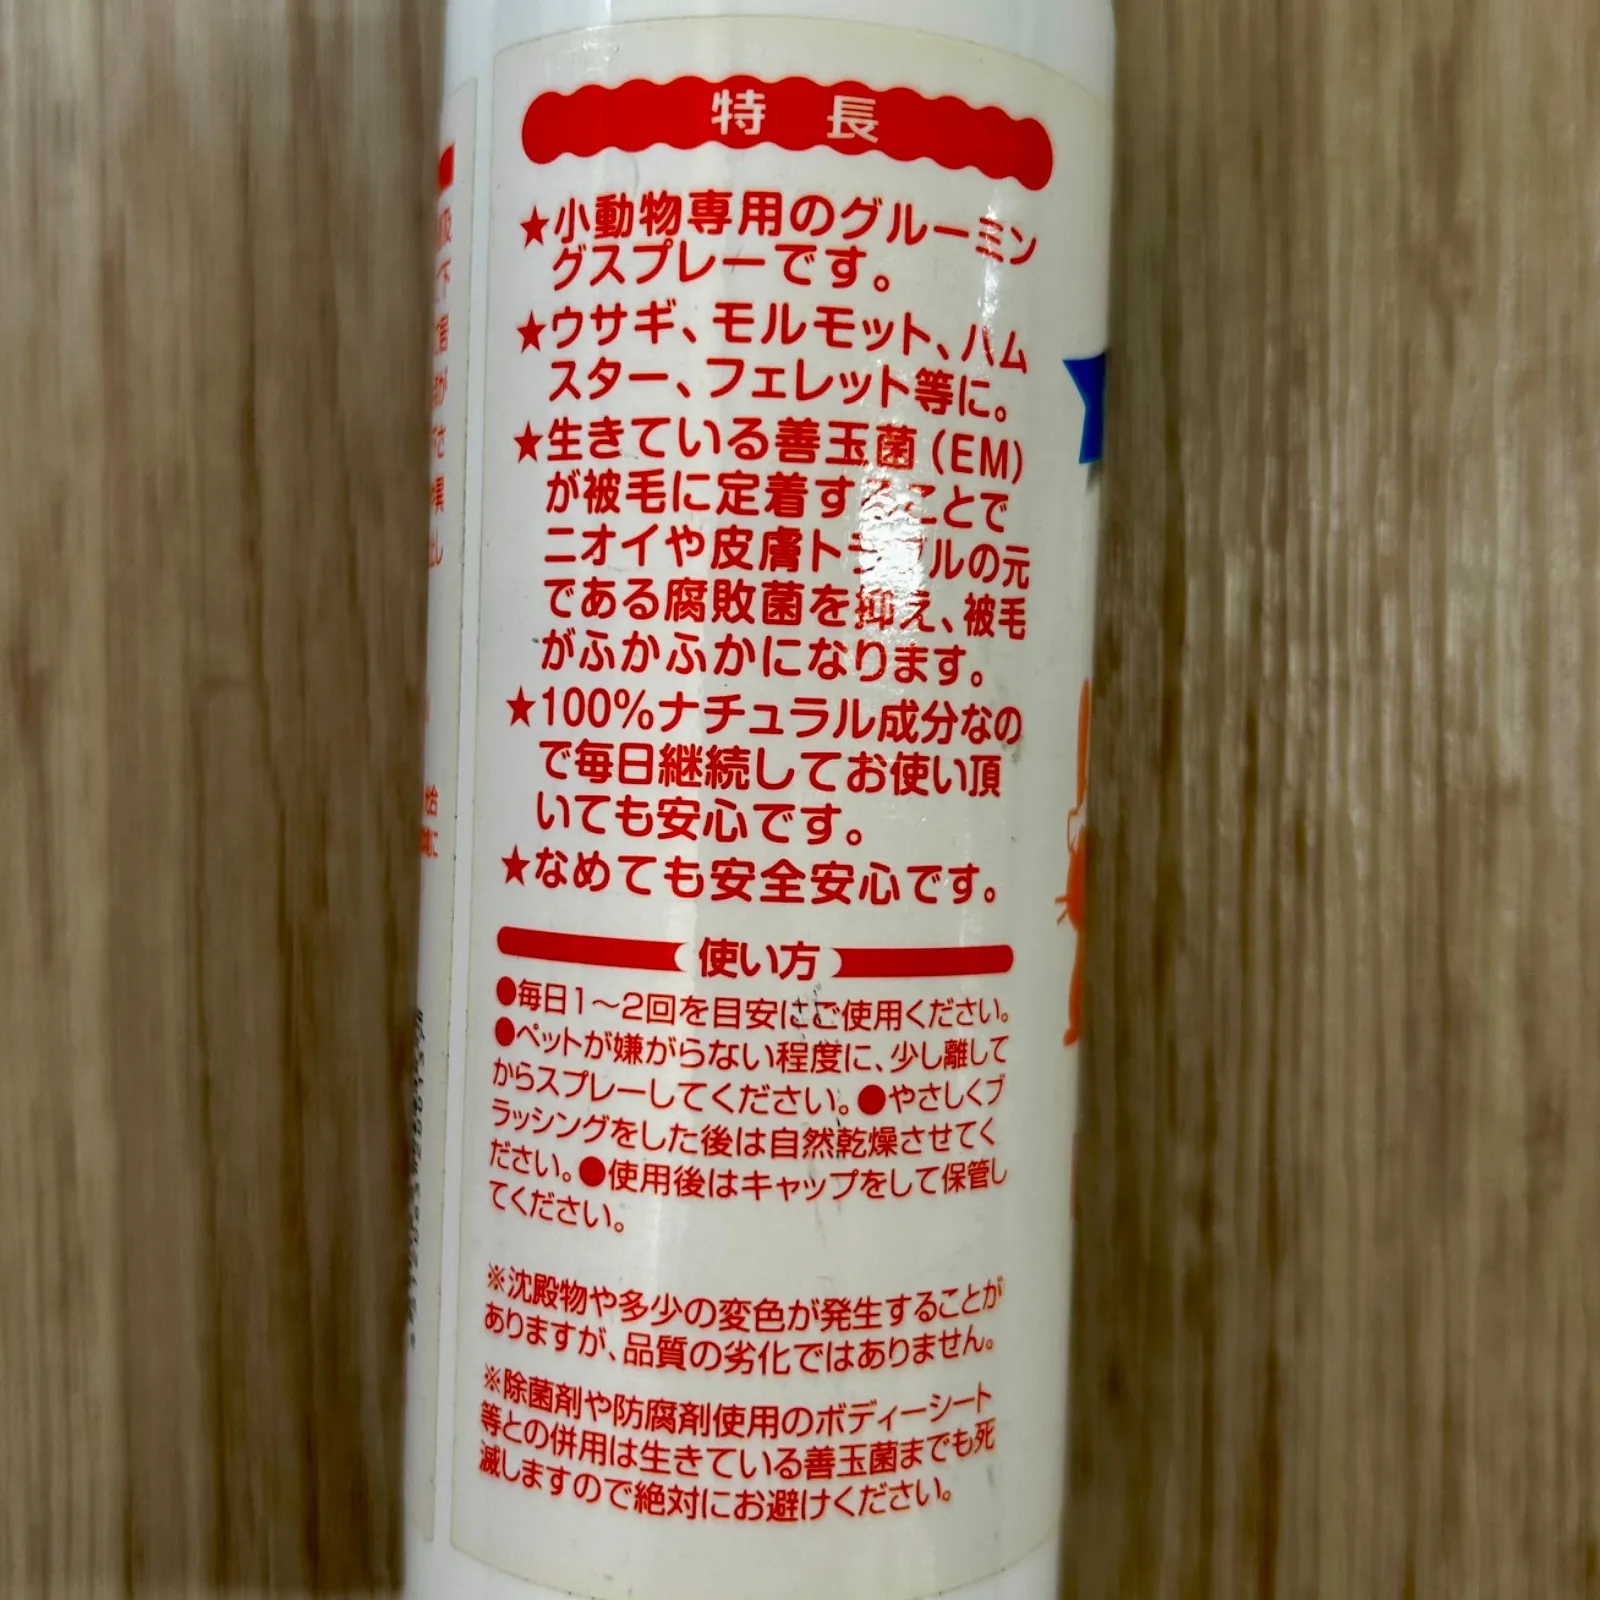 特 長
★小動物専用のグルーミン
グスプレーです。
★ウサギ、モルモット、ハム
スター、フェレット等に。
★生きている善玉菌(EM)
が被毛に定着することで
ニオイや皮膚トラブルの元
である腐敗菌を抑え、被毛
がふかふかになります。
★100%ナチュラル成分なの
で毎日継続してお使い頂
いても安心です。
★なめても安全安心です。
使い方
●毎日1〜2回を目安にご使用ください。
●ペットが嫌がらない程度に、少し離して
からスプレーしてください。●やさしくブ
ラッシングをした後は自然乾燥させてく
ださい。●使用後はキャップをして保管し
てください。
※沈殿物や多少の変色が発生することが
ありますが、品質の劣化ではありません。
※除菌剤や防腐剤使用のボディーシート
等との併用は生きている善玉菌までも死
滅しますので絶対にお避けください。